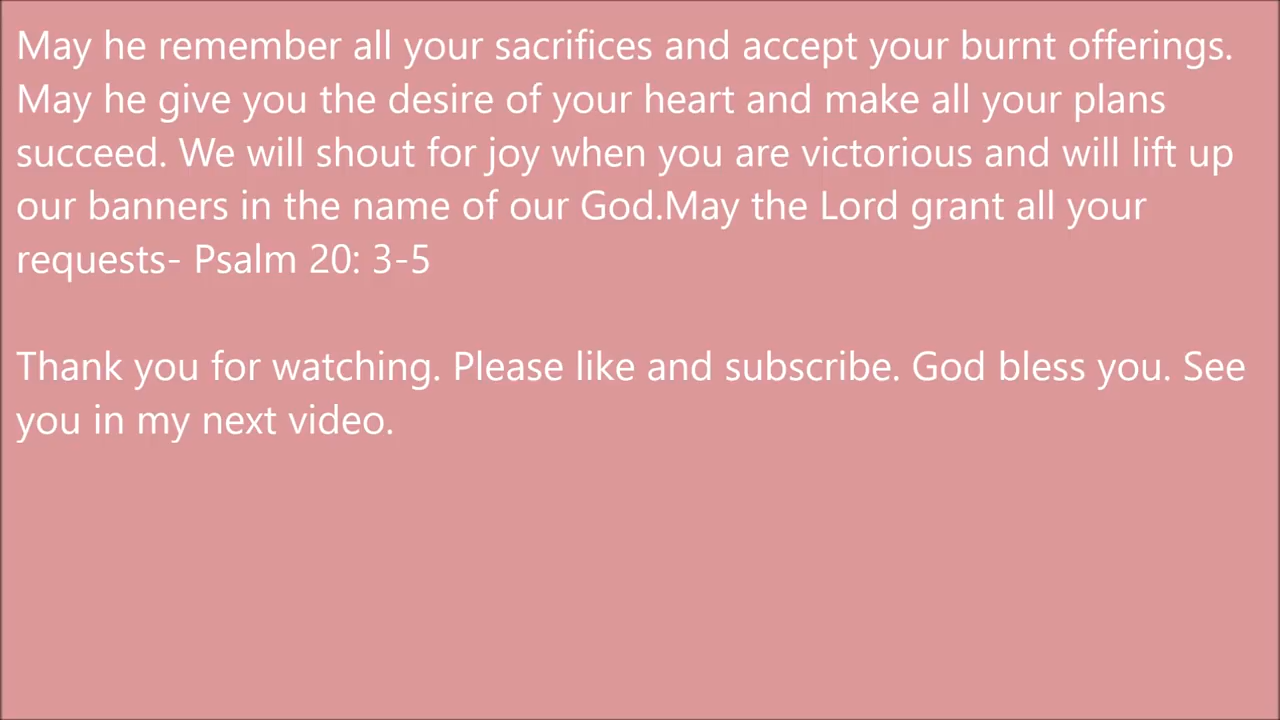 May he remember all your sacrifices and accept your burnt offerings.
May he give you the desire of your heart and make all your plans
succeed. We will shout for joy when you are victorious and will lift up
our banners in the name of our God.May the Lord grant all your
requests- Psalm 20: 3-5
Thank you for watching. Please like and subscribe. God bless you. See
you in my next video.